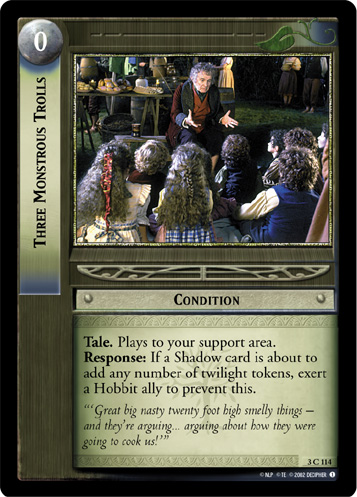 0
THREE MONSTROUS TROLLS
CONDITION
Tale. Plays to your support area.
Response: If a Shadow card is about to
add any number of twilight tokens, exert
a Hobbit ally to prevent this.
“‘Great big nasty twenty foot high smelly things —
and they’re arguing... arguing about how they were
going to cook us!’”
3 C 114
© NLP ™ TE © 2002 DECIPHER